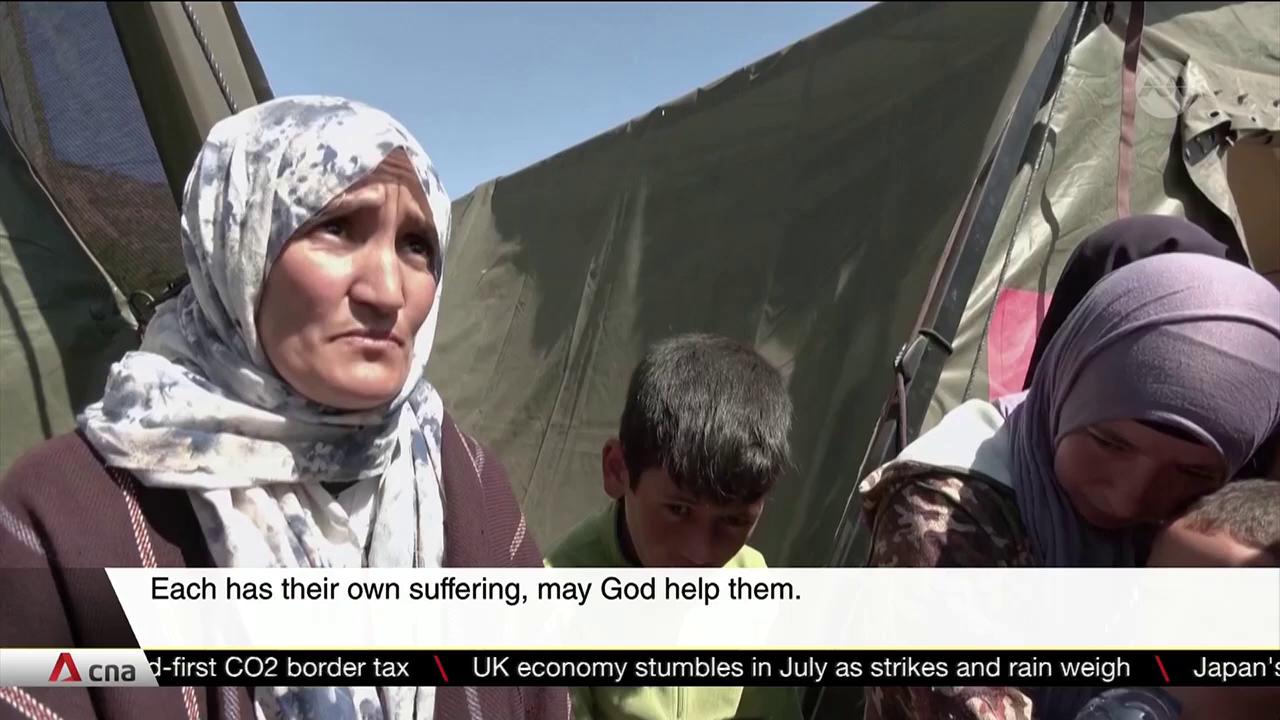 Each has their own suffering, may God help them.
cna d-first CO2 border tax \ UK economy stumbles in July as strikes and rain weigh \ Japan's